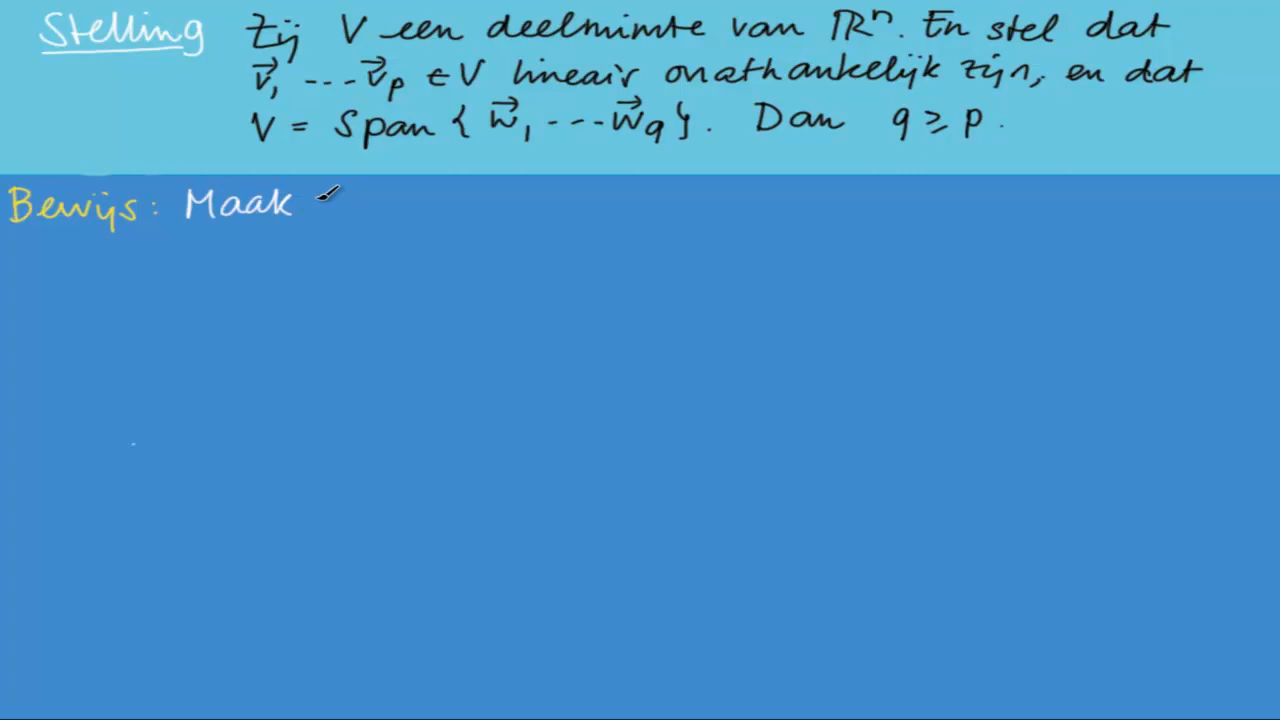 Stelling Zij V een deelruimte van ℝⁿ. En stel dat
v⃗₁, ... v⃗ₚ ∈ V lineair onafhankelijk zijn, en dat
V = Span { w⃗₁ ... w⃗q }. Dan q ≥ p.
Bewijs: Maak